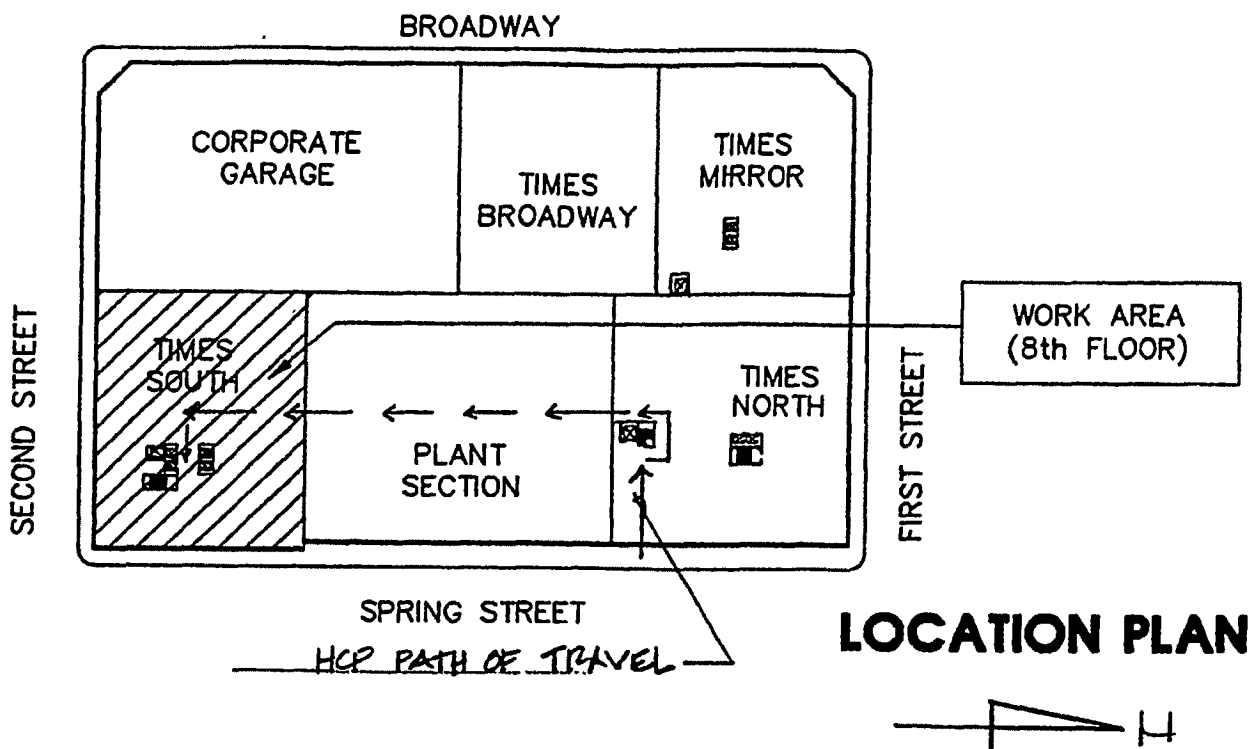 BROADWAY
CORPORATE
GARAGE
TIMES
BROADWAY
TIMES
MIRROR
SECOND STREET
TIMES
SOUTH
PLANT
SECTION
TIMES
NORTH
FIRST STREET
WORK AREA
(8th FLOOR)
SPRING STREET
HCP PATH OF TRAVEL
LOCATION PLAN